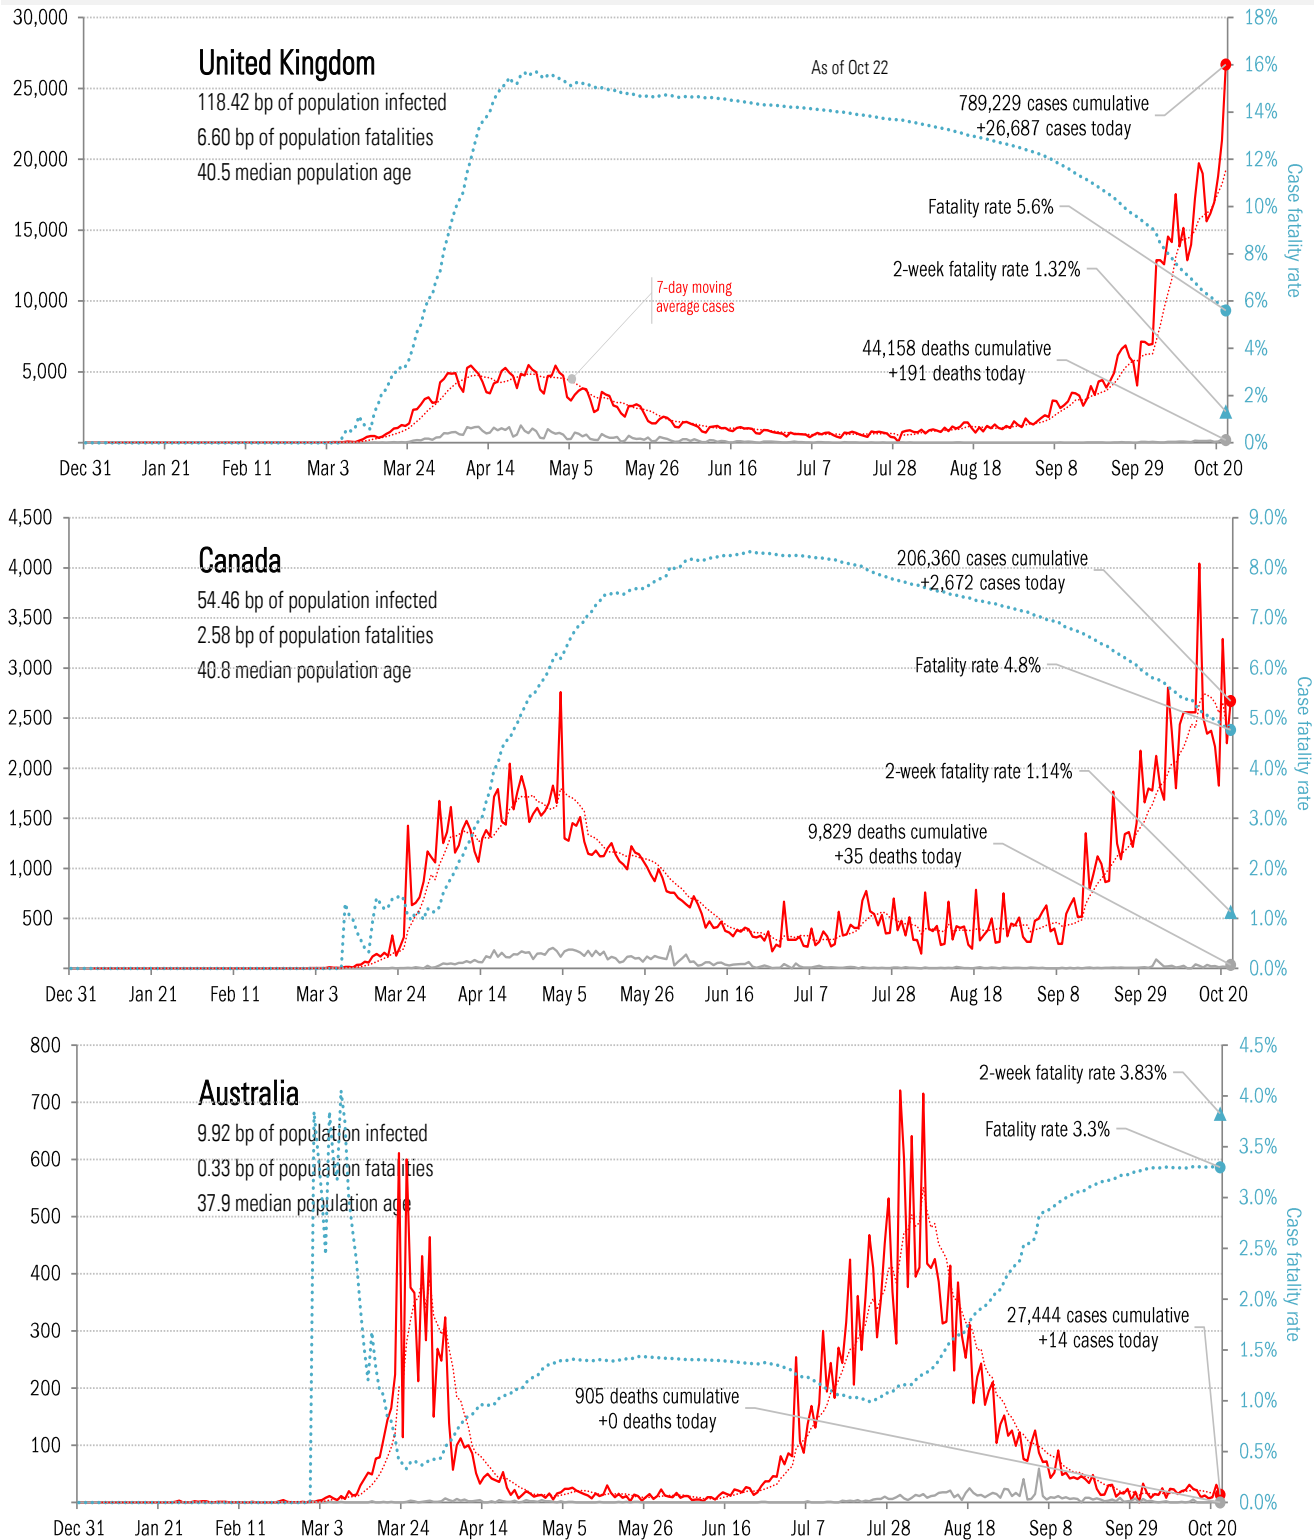 30,000
18%
United Kingdom
118.42 bp of population infected
6.60 bp of population fatalities
40.5 median population age
As of Oct 22
789,229 cases cumulative
+26,687 cases today
Fatality rate 5.6%
2-week fatality rate 1.32%
44,158 deaths cumulative
+191 deaths today
7-day moving
average cases
25,000
20,000
15,000
10,000
5,000
16%
14%
12%
10%
8%
6%
4%
2%
0%
Case fatality rate
Dec 31 Jan 21 Feb 11 Mar 3 Mar 24 Apr 14 May 5 May 26 Jun 16 Jul 7 Jul 28 Aug 18 Sep 8 Sep 29 Oct 20
4,500
9.0%
Canada
54.46 bp of population infected
2.58 bp of population fatalities
40.8 median population age
206,360 cases cumulative
+2,672 cases today
Fatality rate 4.8%
2-week fatality rate 1.14%
9,829 deaths cumulative
+35 deaths today
4,000
3,500
3,000
2,500
2,000
1,500
1,000
500
8.0%
7.0%
6.0%
5.0%
4.0%
3.0%
2.0%
1.0%
0.0%
Case fatality rate
Dec 31 Jan 21 Feb 11 Mar 3 Mar 24 Apr 14 May 5 May 26 Jun 16 Jul 7 Jul 28 Aug 18 Sep 8 Sep 29 Oct 20
800
4.5%
Australia
9.92 bp of population infected
0.33 bp of population fatalities
37.9 median population age
2-week fatality rate 3.83%
Fatality rate 3.3%
27,444 cases cumulative
+14 cases today
905 deaths cumulative
+0 deaths today
700
600
500
400
300
200
100
4.0%
3.5%
3.0%
2.5%
2.0%
1.5%
1.0%
0.5%
0.0%
Case fatality rate
Dec 31 Jan 21 Feb 11 Mar 3 Mar 24 Apr 14 May 5 May 26 Jun 16 Jul 7 Jul 28 Aug 18 Sep 8 Sep 29 Oct 20